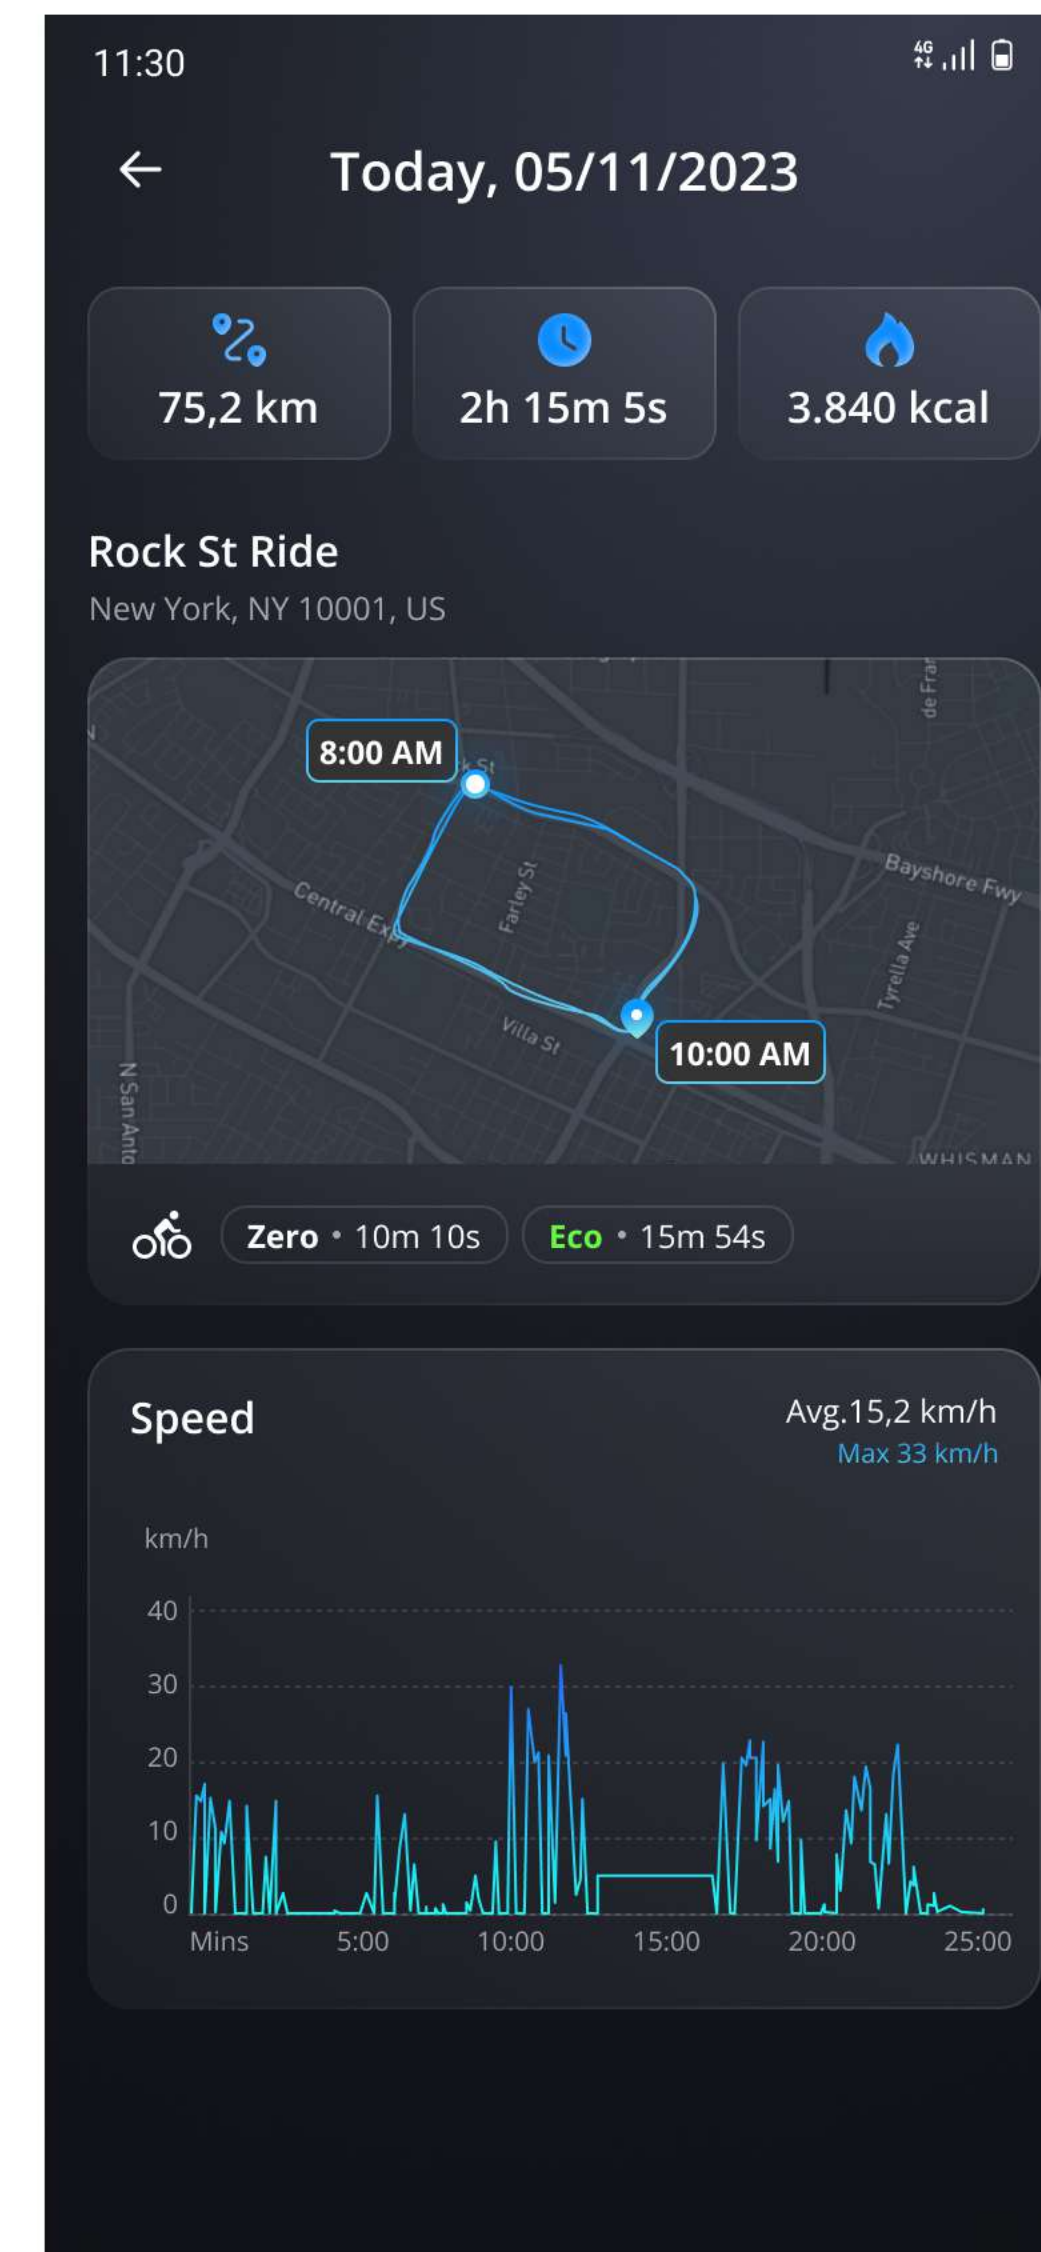 11:30
4G
Today, 05/11/2023
75,2 km
2h 15m 5s
3.840 kcal
Rock St Ride
New York, NY 10001, US
de Fran
8:00 AM
k St
Bayshore Fwy
Central Expy
Farley St
Tyrella Ave
Villa St
10:00 AM
N San Anto
WHISMAN
Zero • 10m 10s
Eco • 15m 54s
Speed
Avg.15,2 km/h
Max 33 km/h
km/h
40
30
20
10
0
Mins 5:00 10:00 15:00 20:00 25:00